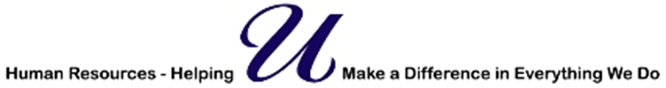 Human Resources - Helping U Make a Difference in Everything We Do